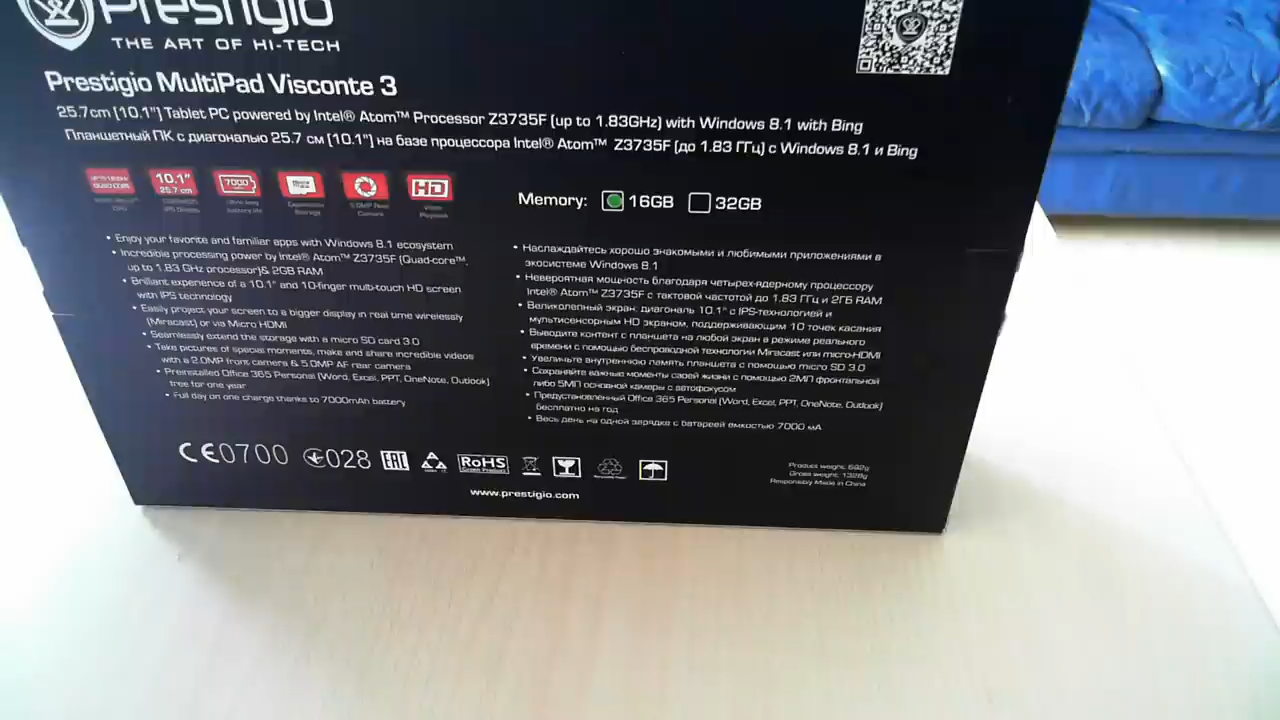 Prestigio
THE ART OF HI-TECH
Prestigio MultiPad Visconte 3
25.7cm [10.1"] Tablet PC powered by Intel® Atom™ Processor Z3735F [up to 1.83GHz] with Windows 8.1 with Bing
Планшетный ПК с диагональю 25.7 см [10.1"] на базе процессора Intel® Atom™ Z3735F [до 1.83 ГГц] с Windows 8.1 и Bing
10.1"
25.7 cm
7000
HD
Memory: 16GB 32GB
• Enjoy your favorite and familiar apps with Windows 8.1 ecosystem
• Incredible processing power by Intel® Atom™ Z3735F [Quad-core™,
up to 1.83 GHz processor]& 2GB RAM
• Brilliant experience of a 10.1" and 10-finger multi-touch HD screen
with IPS technology
• Easily project your screen to a bigger display in real time wirelessly
[Miracast] or via Micro HDMI
• Seamlessly extend the storage with a micro SD card 3.0
• Take pictures of special moments, make and share incredible videos
with a 2.0MP front camera & 5.0MP AF rear camera
• Preinstalled Office 365 Personal [Word, Excel, PPT, OneNote, Outlook]
free for one year
• Full day on one charge thanks to 7000mAh battery
• Наслаждайтесь хорошо знакомыми и любимыми приложениями в
экосистеме Windows 8.1
• Невероятная мощность благодаря четырех-ядерному процессору
Intel® Atom™ Z3735F с тактовой частотой до 1.83 ГГц и 2ГБ RAM
• Великолепный экран: диагональ 10.1" с IPS-технологией и
мультисенсорным HD экраном, поддерживающим 10 точек касания
• Выводите контент с планшета на любой экран в режиме реального
времени с помощью беспроводной технологии Miracast или micro-HDMI
• Увеличьте внутреннюю память планшета с помощью micro SD 3.0
• Сохраняйте важные моменты своей жизни с помощью 2МП фронтальной
либо 5МП основной камеры с автофокусом
• Предустановленный Office 365 Personal [Word, Excel, PPT, OneNote, Outlook]
бесплатно на год
• Весь день на одной зарядке с батареей емкостью 7000 мА
CE0700 028 EAC RoHS
Green Product
Product weight: 692g
Gross weight: 1328g
Responsibly Made in China
www.prestigio.com